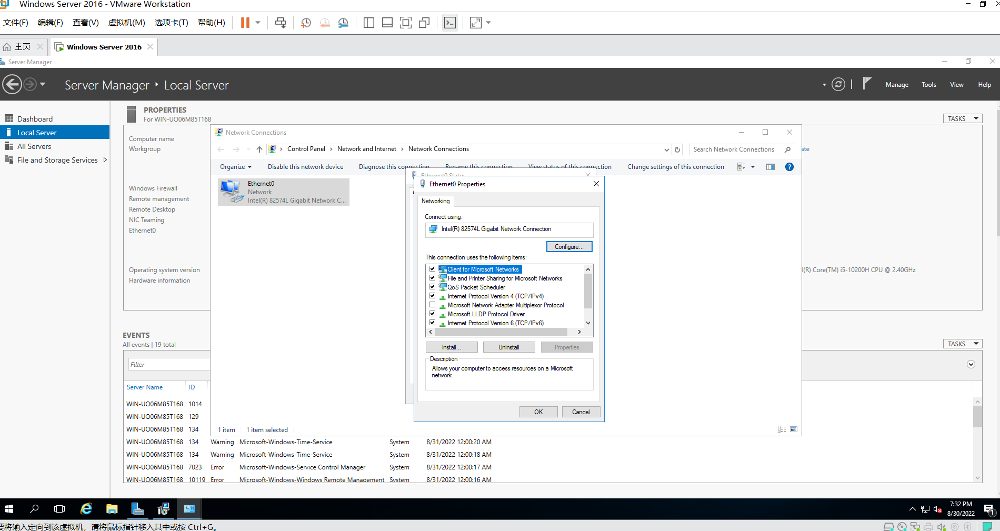 Windows Server 2016 - VMware Workstation
文件(F) 编辑(E) 查看(V) 虚拟机(M) 选项卡(T) 帮助(H)
主页 Windows Server 2016
Server Manager
Server Manager Local Server
Manage Tools View Help
Dashboard
Local Server
All Servers
File and Storage Services
PROPERTIES
For WIN-UO06M85T168
TASKS
Computer name
Workgroup
Windows Firewall
Remote management
Remote Desktop
NIC Teaming
Ethernet0
Operating system version
Hardware information
ate
l(R) Core(TM) i5-10200H CPU @ 2.40GHz
Network Connections
Control Panel Network and Internet Network Connections
Search Network Connections
Organize Disable this network device Diagnose this connection Rename this connection View status of this connection Change settings of this connection
Ethernet0
Network
Intel(R) 82574L Gigabit Network C...
Ethernet0 Status
Ethernet0 Properties
Networking
Connect using:
Intel(R) 82574L Gigabit Network Connection
Configure...
This connection uses the following items:
Client for Microsoft Networks
File and Printer Sharing for Microsoft Networks
QoS Packet Scheduler
Internet Protocol Version 4 (TCP/IPv4)
Microsoft Network Adapter Multiplexor Protocol
Microsoft LLDP Protocol Driver
Internet Protocol Version 6 (TCP/IPv6)
Install... Uninstall Properties
Description
Allows your computer to access resources on a Microsoft
network.
OK Cancel
1 item 1 item selected
EVENTS
All events | 19 total
TASKS
Filter
Server Name ID
WIN-UO06M85T168 1014
WIN-UO06M85T168 129
WIN-UO06M85T168 134
WIN-UO06M85T168 134 Warning Microsoft-Windows-Time-Service System 8/31/2022 12:00:20 AM
WIN-UO06M85T168 134 Warning Microsoft-Windows-Time-Service System 8/31/2022 12:00:18 AM
WIN-UO06M85T168 7023 Error Microsoft-Windows-Service Control Manager System 8/31/2022 12:00:17 AM
WIN-UO06M85T168 10119 Error Microsoft-Windows-Windows Remote Management System 8/31/2022 12:00:16 AM
7:32 PM
8/30/2022
1
要将输入定向到该虚拟机，请将鼠标指针移入其中或按 Ctrl+G。